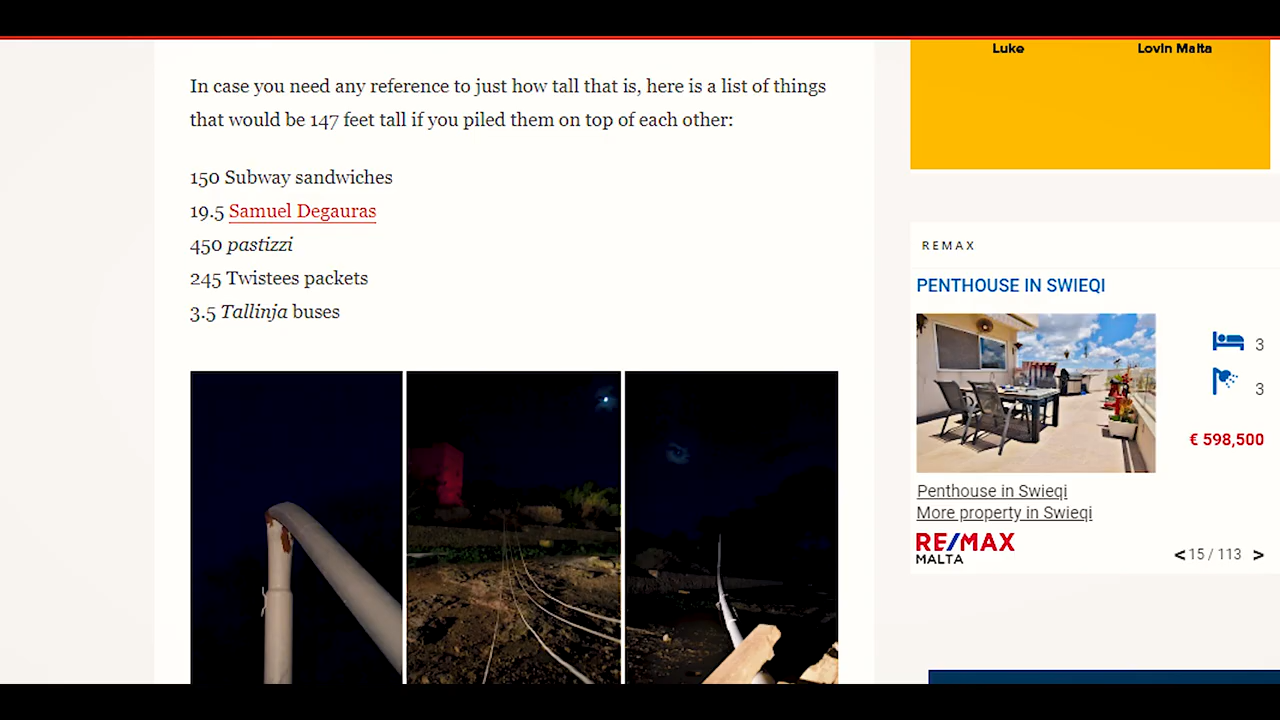 In case you need any reference to just how tall that is, here is a list of things
that would be 147 feet tall if you piled them on top of each other:
150 Subway sandwiches
19.5 Samuel Degauras
450 pastizzi
245 Twistees packets
3.5 Tallinja buses
Luke
Lovin Malta
REMAX
PENTHOUSE IN SWIEQI
3
3
€ 598,500
Penthouse in Swieqi
More property in Swieqi
RE/MAX
MALTA
< 15 / 113 >